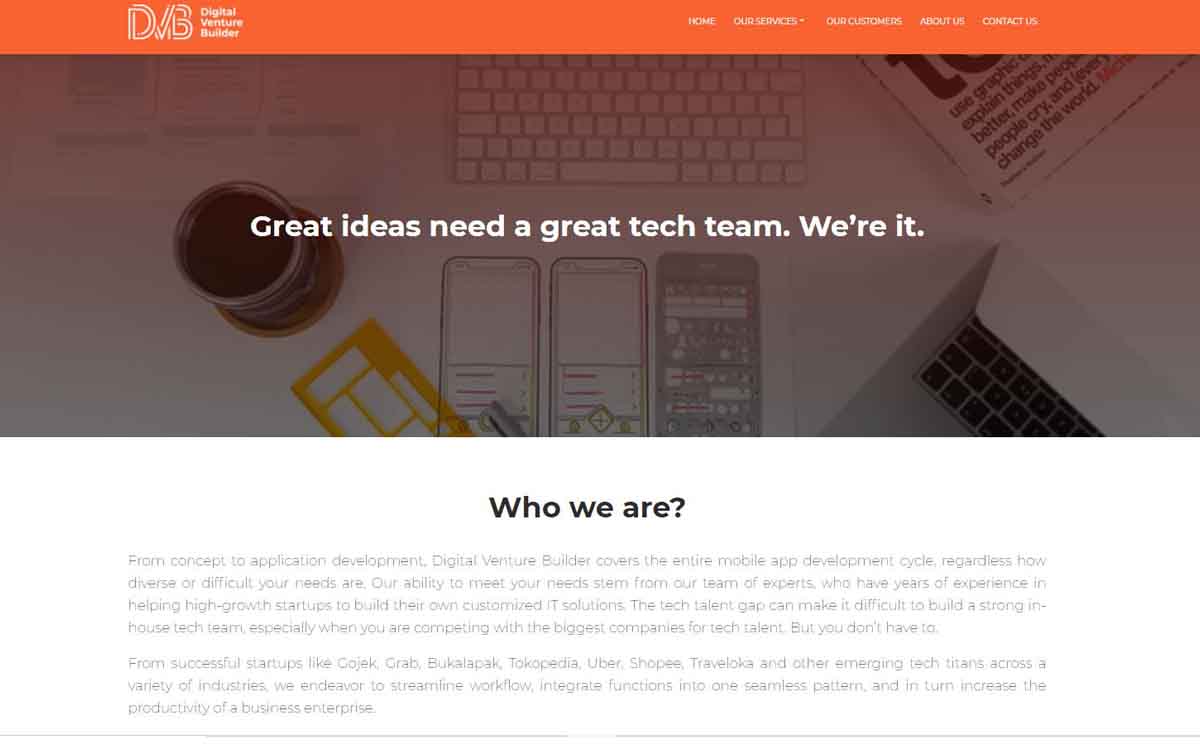 Digital
Venture
Builder
DVB
HOME OUR SERVICES OUR CUSTOMERS ABOUT US CONTACT US
use graphic
explain things, m
better, make people
people cry, and (every
change the world.
Great ideas need a great tech team. We’re it.
Who we are?
From concept to application development, Digital Venture Builder covers the entire mobile app development cycle, regardless how
diverse or difficult your needs are. Our ability to meet your needs stem from our team of experts, who have years of experience in
helping high-growth startups to build their own customized IT solutions. The tech talent gap can make it difficult to build a strong in-
house tech team, especially when you are competing with the biggest companies for tech talent. But you don’t have to.
From successful startups like Gojek, Grab, Bukalapak, Tokopedia, Uber, Shopee, Traveloka and other emerging tech titans across a
variety of industries, we endeavor to streamline workflow, integrate functions into one seamless pattern, and in turn increase the
productivity of a business enterprise.